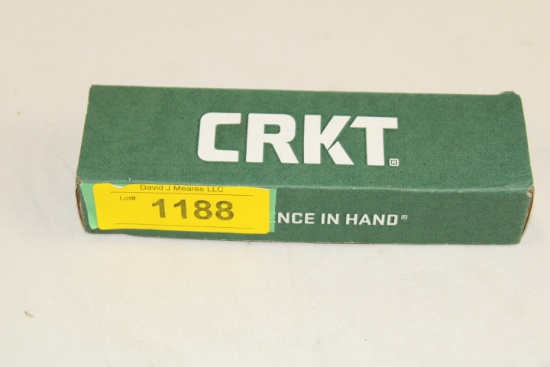 CRKT®
David J Meares LLC
Lot#:
1188
ENCE IN HAND®